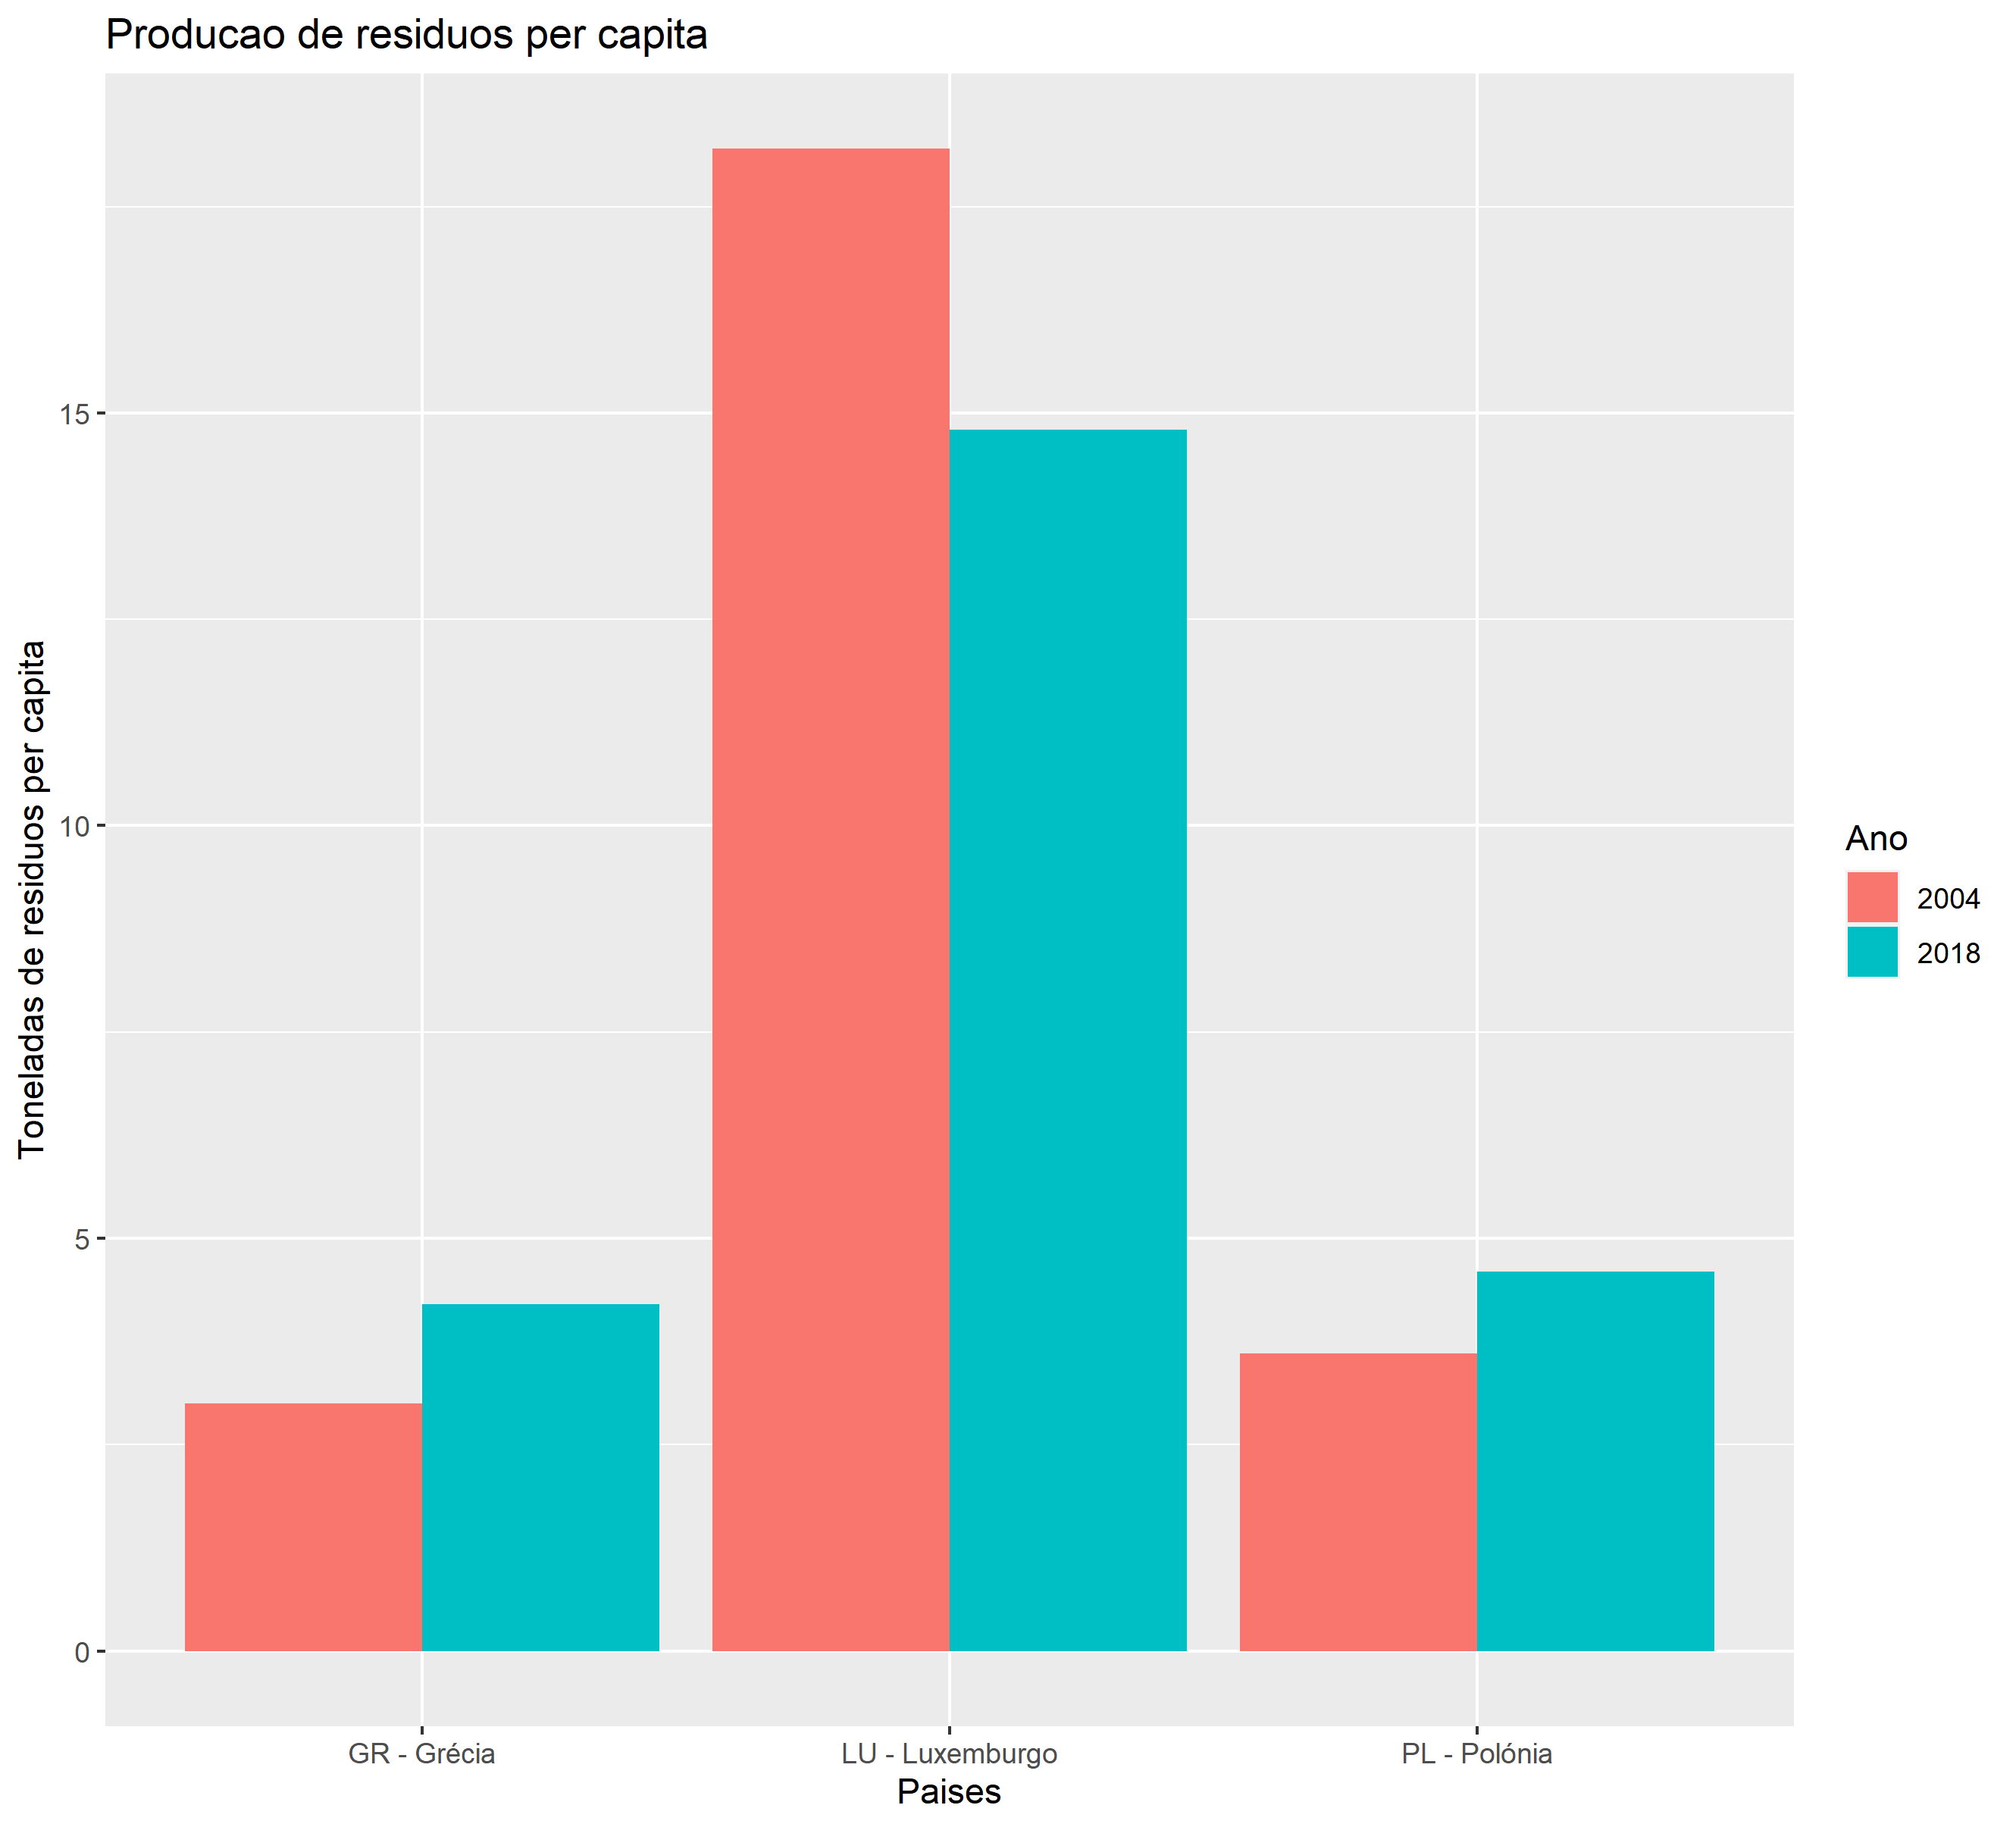 Producao de residuos per capita
Toneladas de residuos per capita
15
10
5
0
GR - Grécia
LU - Luxemburgo
PL - Polónia
Paises
Ano
2004
2018